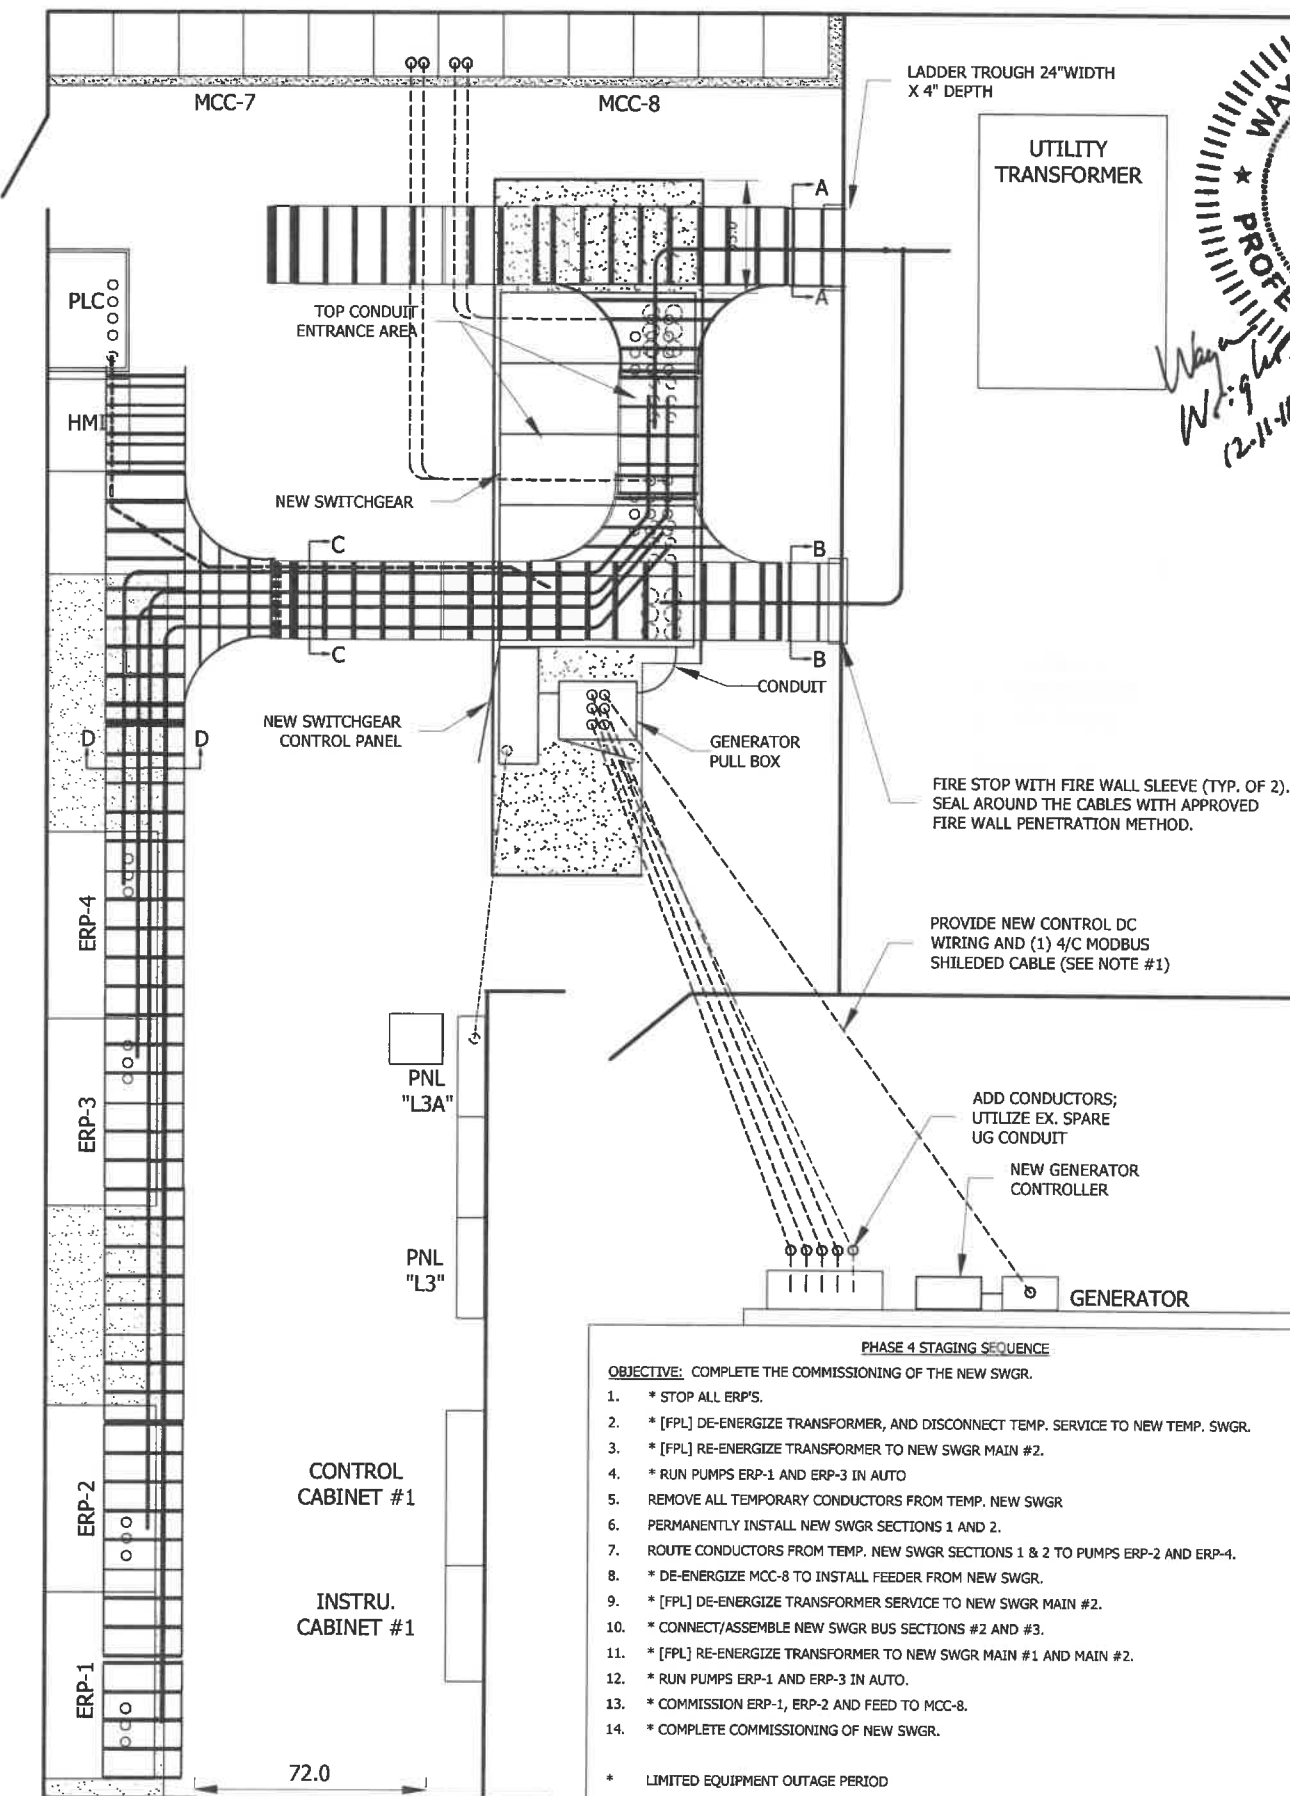 MCC-7
MCC-8
LADDER TROUGH 24"WIDTH
X 4" DEPTH
UTILITY
TRANSFORMER
A
A
PLC
TOP CONDUIT
ENTRANCE AREA
HMI
NEW SWITCHGEAR
C
C
B
B
CONDUIT
NEW SWITCHGEAR
CONTROL PANEL
GENERATOR
PULL BOX
D
D
FIRE STOP WITH FIRE WALL SLEEVE (TYP. OF 2).
SEAL AROUND THE CABLES WITH APPROVED
FIRE WALL PENETRATION METHOD.
ERP-4
PROVIDE NEW CONTROL DC
WIRING AND (1) 4/C MODBUS
SHILEDED CABLE (SEE NOTE #1)
ERP-3
PNL
"L3A"
ADD CONDUCTORS;
UTILIZE EX. SPARE
UG CONDUIT
NEW GENERATOR
CONTROLLER
PNL
"L3"
GENERATOR
ERP-2
CONTROL
CABINET #1
INSTRU.
CABINET #1
ERP-1
72.0
PHASE 4 STAGING SEQUENCE
OBJECTIVE: COMPLETE THE COMMISSIONING OF THE NEW SWGR.
1. * STOP ALL ERP'S.
2. * [FPL] DE-ENERGIZE TRANSFORMER, AND DISCONNECT TEMP. SERVICE TO NEW TEMP. SWGR.
3. * [FPL] RE-ENERGIZE TRANSFORMER TO NEW SWGR MAIN #2.
4. * RUN PUMPS ERP-1 AND ERP-3 IN AUTO
5. REMOVE ALL TEMPORARY CONDUCTORS FROM TEMP. NEW SWGR
6. PERMANENTLY INSTALL NEW SWGR SECTIONS 1 AND 2.
7. ROUTE CONDUCTORS FROM TEMP. NEW SWGR SECTIONS 1 & 2 TO PUMPS ERP-2 AND ERP-4.
8. * DE-ENERGIZE MCC-8 TO INSTALL FEEDER FROM NEW SWGR.
9. * [FPL] DE-ENERGIZE TRANSFORMER SERVICE TO NEW SWGR MAIN #2.
10. * CONNECT/ASSEMBLE NEW SWGR BUS SECTIONS #2 AND #3.
11. * [FPL] RE-ENERGIZE TRANSFORMER TO NEW SWGR MAIN #1 AND MAIN #2.
12. * RUN PUMPS ERP-1 AND ERP-3 IN AUTO.
13. * COMMISSION ERP-1, ERP-2 AND FEED TO MCC-8.
14. * COMPLETE COMMISSIONING OF NEW SWGR.
* LIMITED EQUIPMENT OUTAGE PERIOD